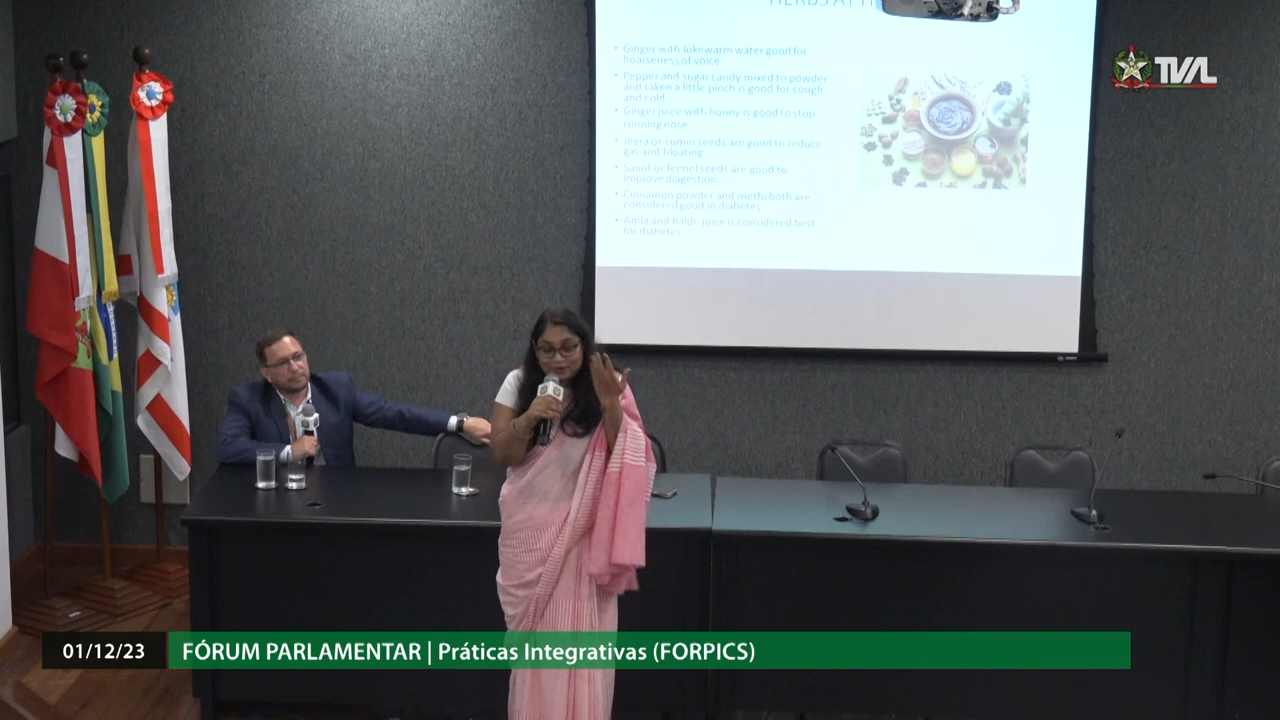 HERBS AT H
TVAL
• Ginger with lukewarm water good for
hoarseness of voice
• Pepper and sugar candy mixed to powder
and taken a little pinch is good for cough
and cold
• Ginger juice with honey is good to stop
running nose
• Jeera or cumin seeds are good to reduce
gas and bloating
• Saunf or feenel seeds are good to
improve diagestion
• Cinnamon powder and methi both are
considered good in diabetes
• Amla and haldi juice is considered best
for diabetes
01/12/23
FÓRUM PARLAMENTAR | Práticas Integrativas (FORPICS)